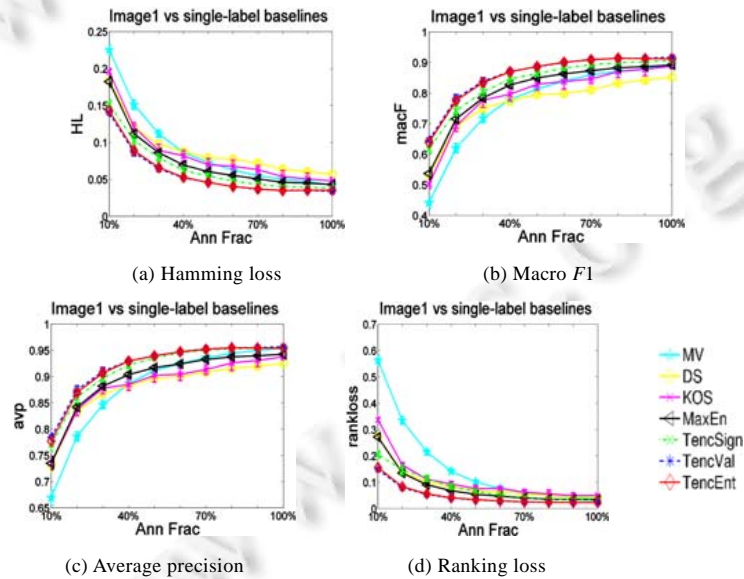 Image1 vs single-label baselines
0.25
0.2
0.15
0.1
0.05
0
HL
10% 40% 70% 100%
Ann Frac
(a) Hamming loss
Image1 vs single-label baselines
1
0.9
0.8
0.7
0.6
0.5
0.4
macF
10% 40% 70% 100%
Ann Frac
(b) Macro F1
Image1 vs single-label baselines
1
0.95
0.9
0.85
0.8
0.75
0.7
0.65
avp
10% 40% 70% 100%
Ann Frac
(c) Average precision
Image1 vs single-label baselines
0.7
0.6
0.5
0.4
0.3
0.2
0.1
0
rankloss
10% 40% 70% 100%
Ann Frac
(d) Ranking loss
MV
DS
KOS
MaxEn
TencSign
TencVal
TencEnt